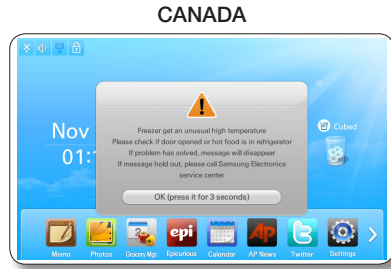 CANADA
Nov
01:1
Freezer get an unusual high temperature
Please check if door opened or hot food is in refrigerator
If problem has solved, message will disappear
If message hold out, please call Samsung Electronics
service center
OK (press it for 3 seconds)
Cubed
epi
AP
Memo
Photos
Grocery Mgr.
Epicurious
Calendar
AP News
Twitter
Settings